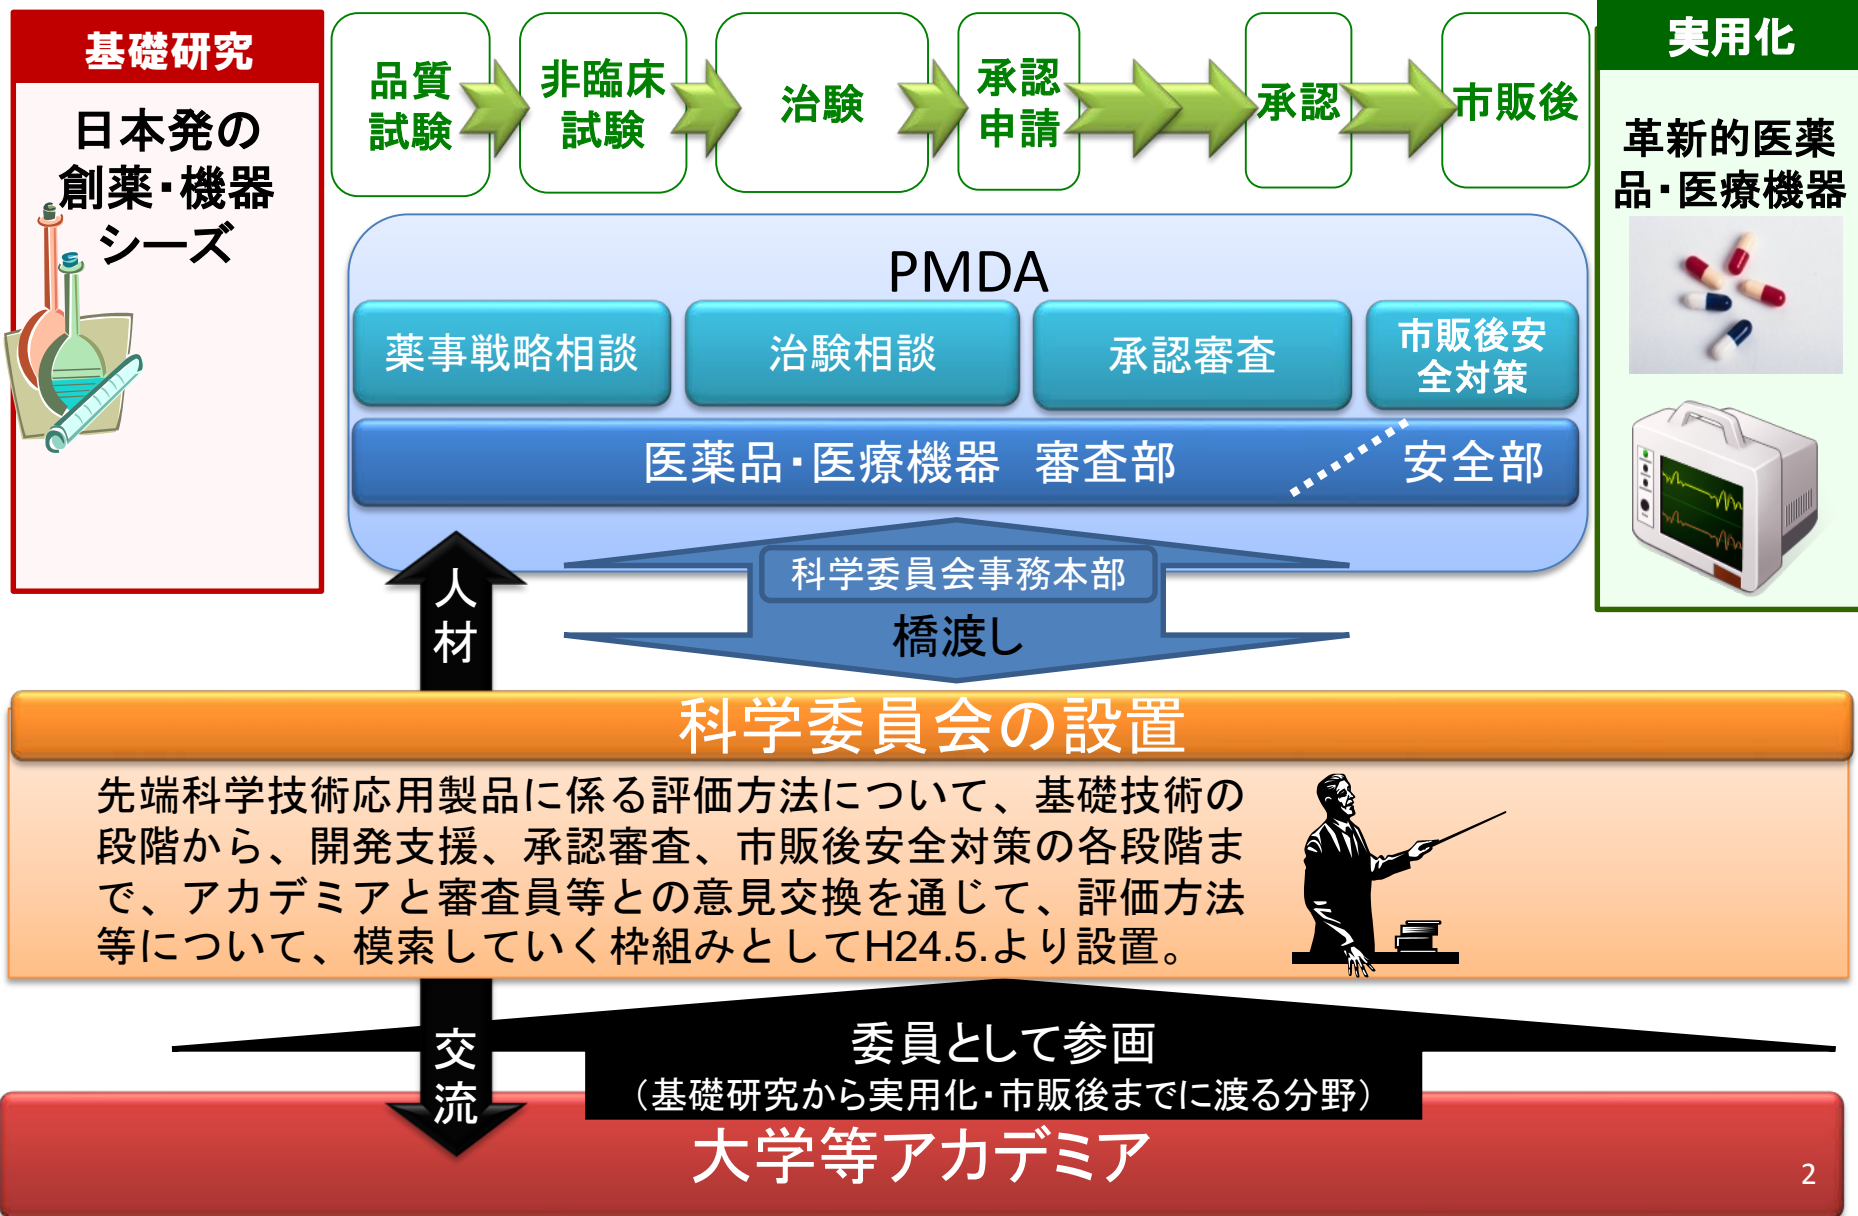 基礎研究
日本発の
創薬・機器
シーズ
品質
試験
非臨床
試験
治験
承認
申請
承認
市販後
実用化
革新的医薬
品・医療機器
PMDA
薬事戦略相談
治験相談
承認審査
市販後安
全対策
医薬品・医療機器　審査部
安全部
科学委員会事務本部
橋渡し
人
材
科学委員会の設置
先端科学技術応用製品に係る評価方法について、基礎技術の
段階から、開発支援、承認審査、市販後安全対策の各段階ま
で、アカデミアと審査員等との意見交換を通じて、評価方法
等について、模索していく枠組みとしてH24.5.より設置。
交
流
委員として参画
（基礎研究から実用化・市販後までに渡る分野）
大学等アカデミア
2